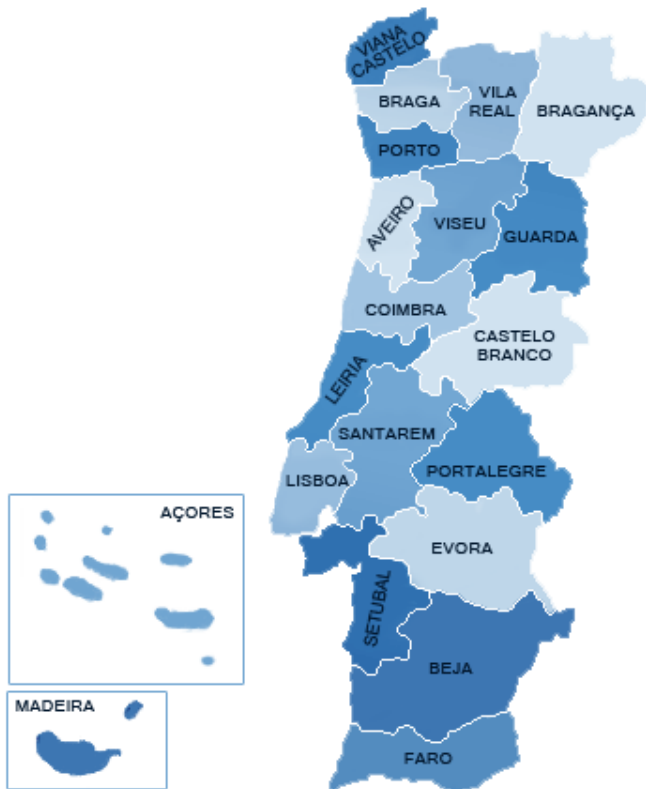 VIANA
CASTELO
BRAGA
VILA
REAL
BRAGANÇA
PORTO
AVEIRO
VISEU
GUARDA
COIMBRA
CASTELO
BRANCO
LEIRIA
SANTAREM
LISBOA
PORTALEGRE
AÇORES
EVORA
SETUBAL
BEJA
MADEIRA
FARO